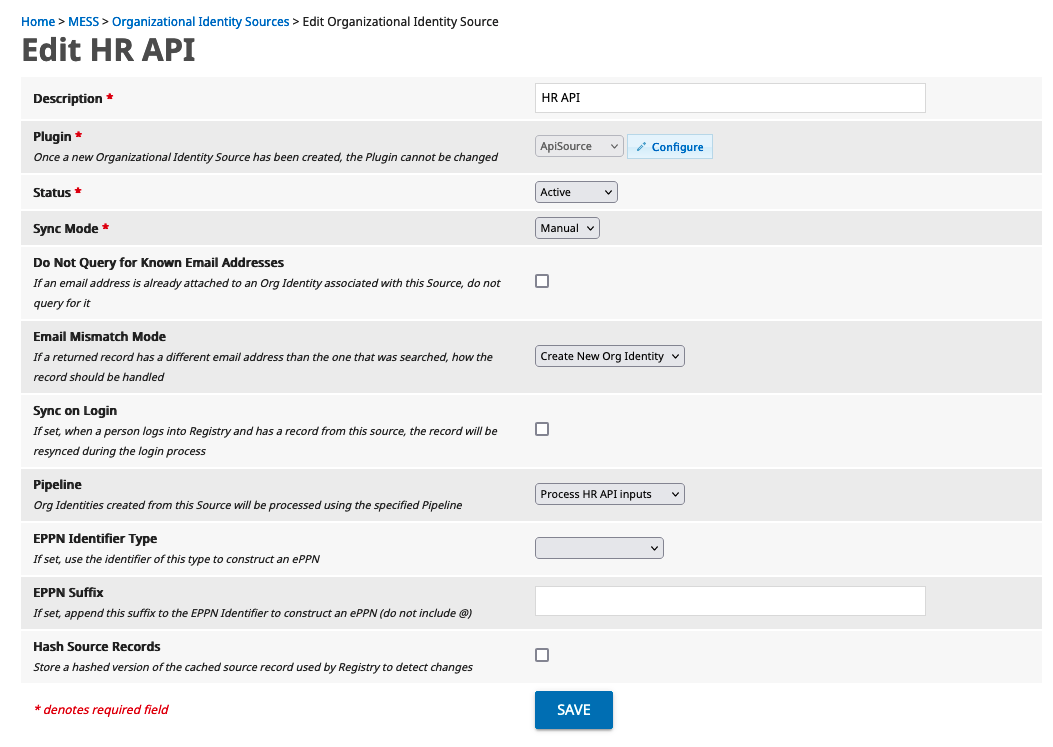 Home > MESS > Organizational Identity Sources > Edit Organizational Identity Source
Edit HR API
Description *
HR API
Plugin *
Once a new Organizational Identity Source has been created, the Plugin cannot be changed
ApiSource
Configure
Status *
Active
Sync Mode *
Manual
Do Not Query for Known Email Addresses
If an email address is already attached to an Org Identity associated with this Source, do not
query for it
Email Mismatch Mode
If a returned record has a different email address than the one that was searched, how the
record should be handled
Create New Org Identity
Sync on Login
If set, when a person logs into Registry and has a record from this source, the record will be
resynced during the login process
Pipeline
Org Identities created from this Source will be processed using the specified Pipeline
Process HR API inputs
EPPN Identifier Type
If set, use the identifier of this type to construct an ePPN
EPPN Suffix
If set, append this suffix to the EPPN Identifier to construct an ePPN (do not include @)
Hash Source Records
Store a hashed version of the cached source record used by Registry to detect changes
* denotes required field
SAVE